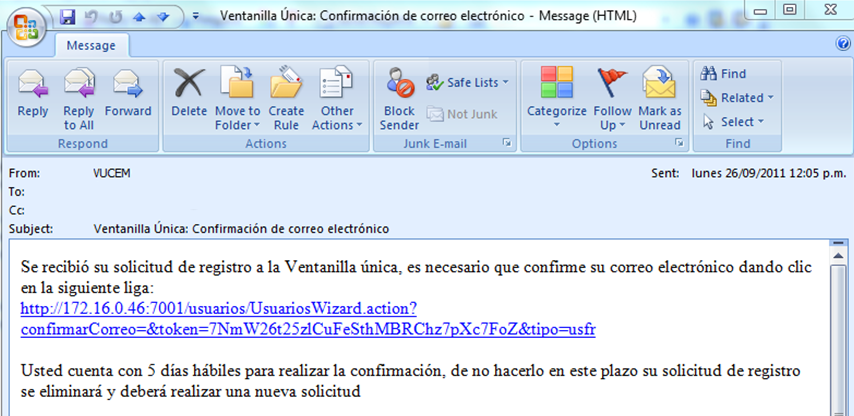 Ventanilla Única: Confirmación de correo electrónico - Message (HTML)
Message
Reply
Reply to All
Forward
Respond
Delete
Move to Folder
Create Rule
Other Actions
Actions
Block Sender
Safe Lists
Not Junk
Junk E-mail
Categorize
Follow Up
Mark as Unread
Options
Find
Related
Select
Find
From: VUCEM Sent: lunes 26/09/2011 12:05 p.m.
To:
Cc:
Subject: Ventanilla Única: Confirmación de correo electrónico
Se recibió su solicitud de registro a la Ventanilla única, es necesario que confirme su correo electrónico dando clic
en la siguiente liga:
http://172.16.0.46:7001/usuarios/UsuariosWizard.action?
confirmarCorreo=&token=7NmW26t25zlCuFeSthMBRChz7pXc7FoZ&tipo=usfr
Usted cuenta con 5 días hábiles para realizar la confirmación, de no hacerlo en este plazo su solicitud de registro
se eliminará y deberá realizar una nueva solicitud